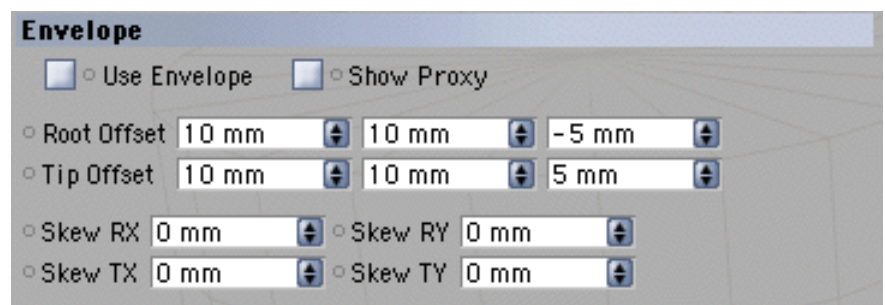 Envelope
Use Envelope Show Proxy
Root Offset 10 mm 10 mm -5 mm
Tip Offset 10 mm 10 mm 5 mm
Skew RX 0 mm Skew RY 0 mm
Skew TX 0 mm Skew TY 0 mm